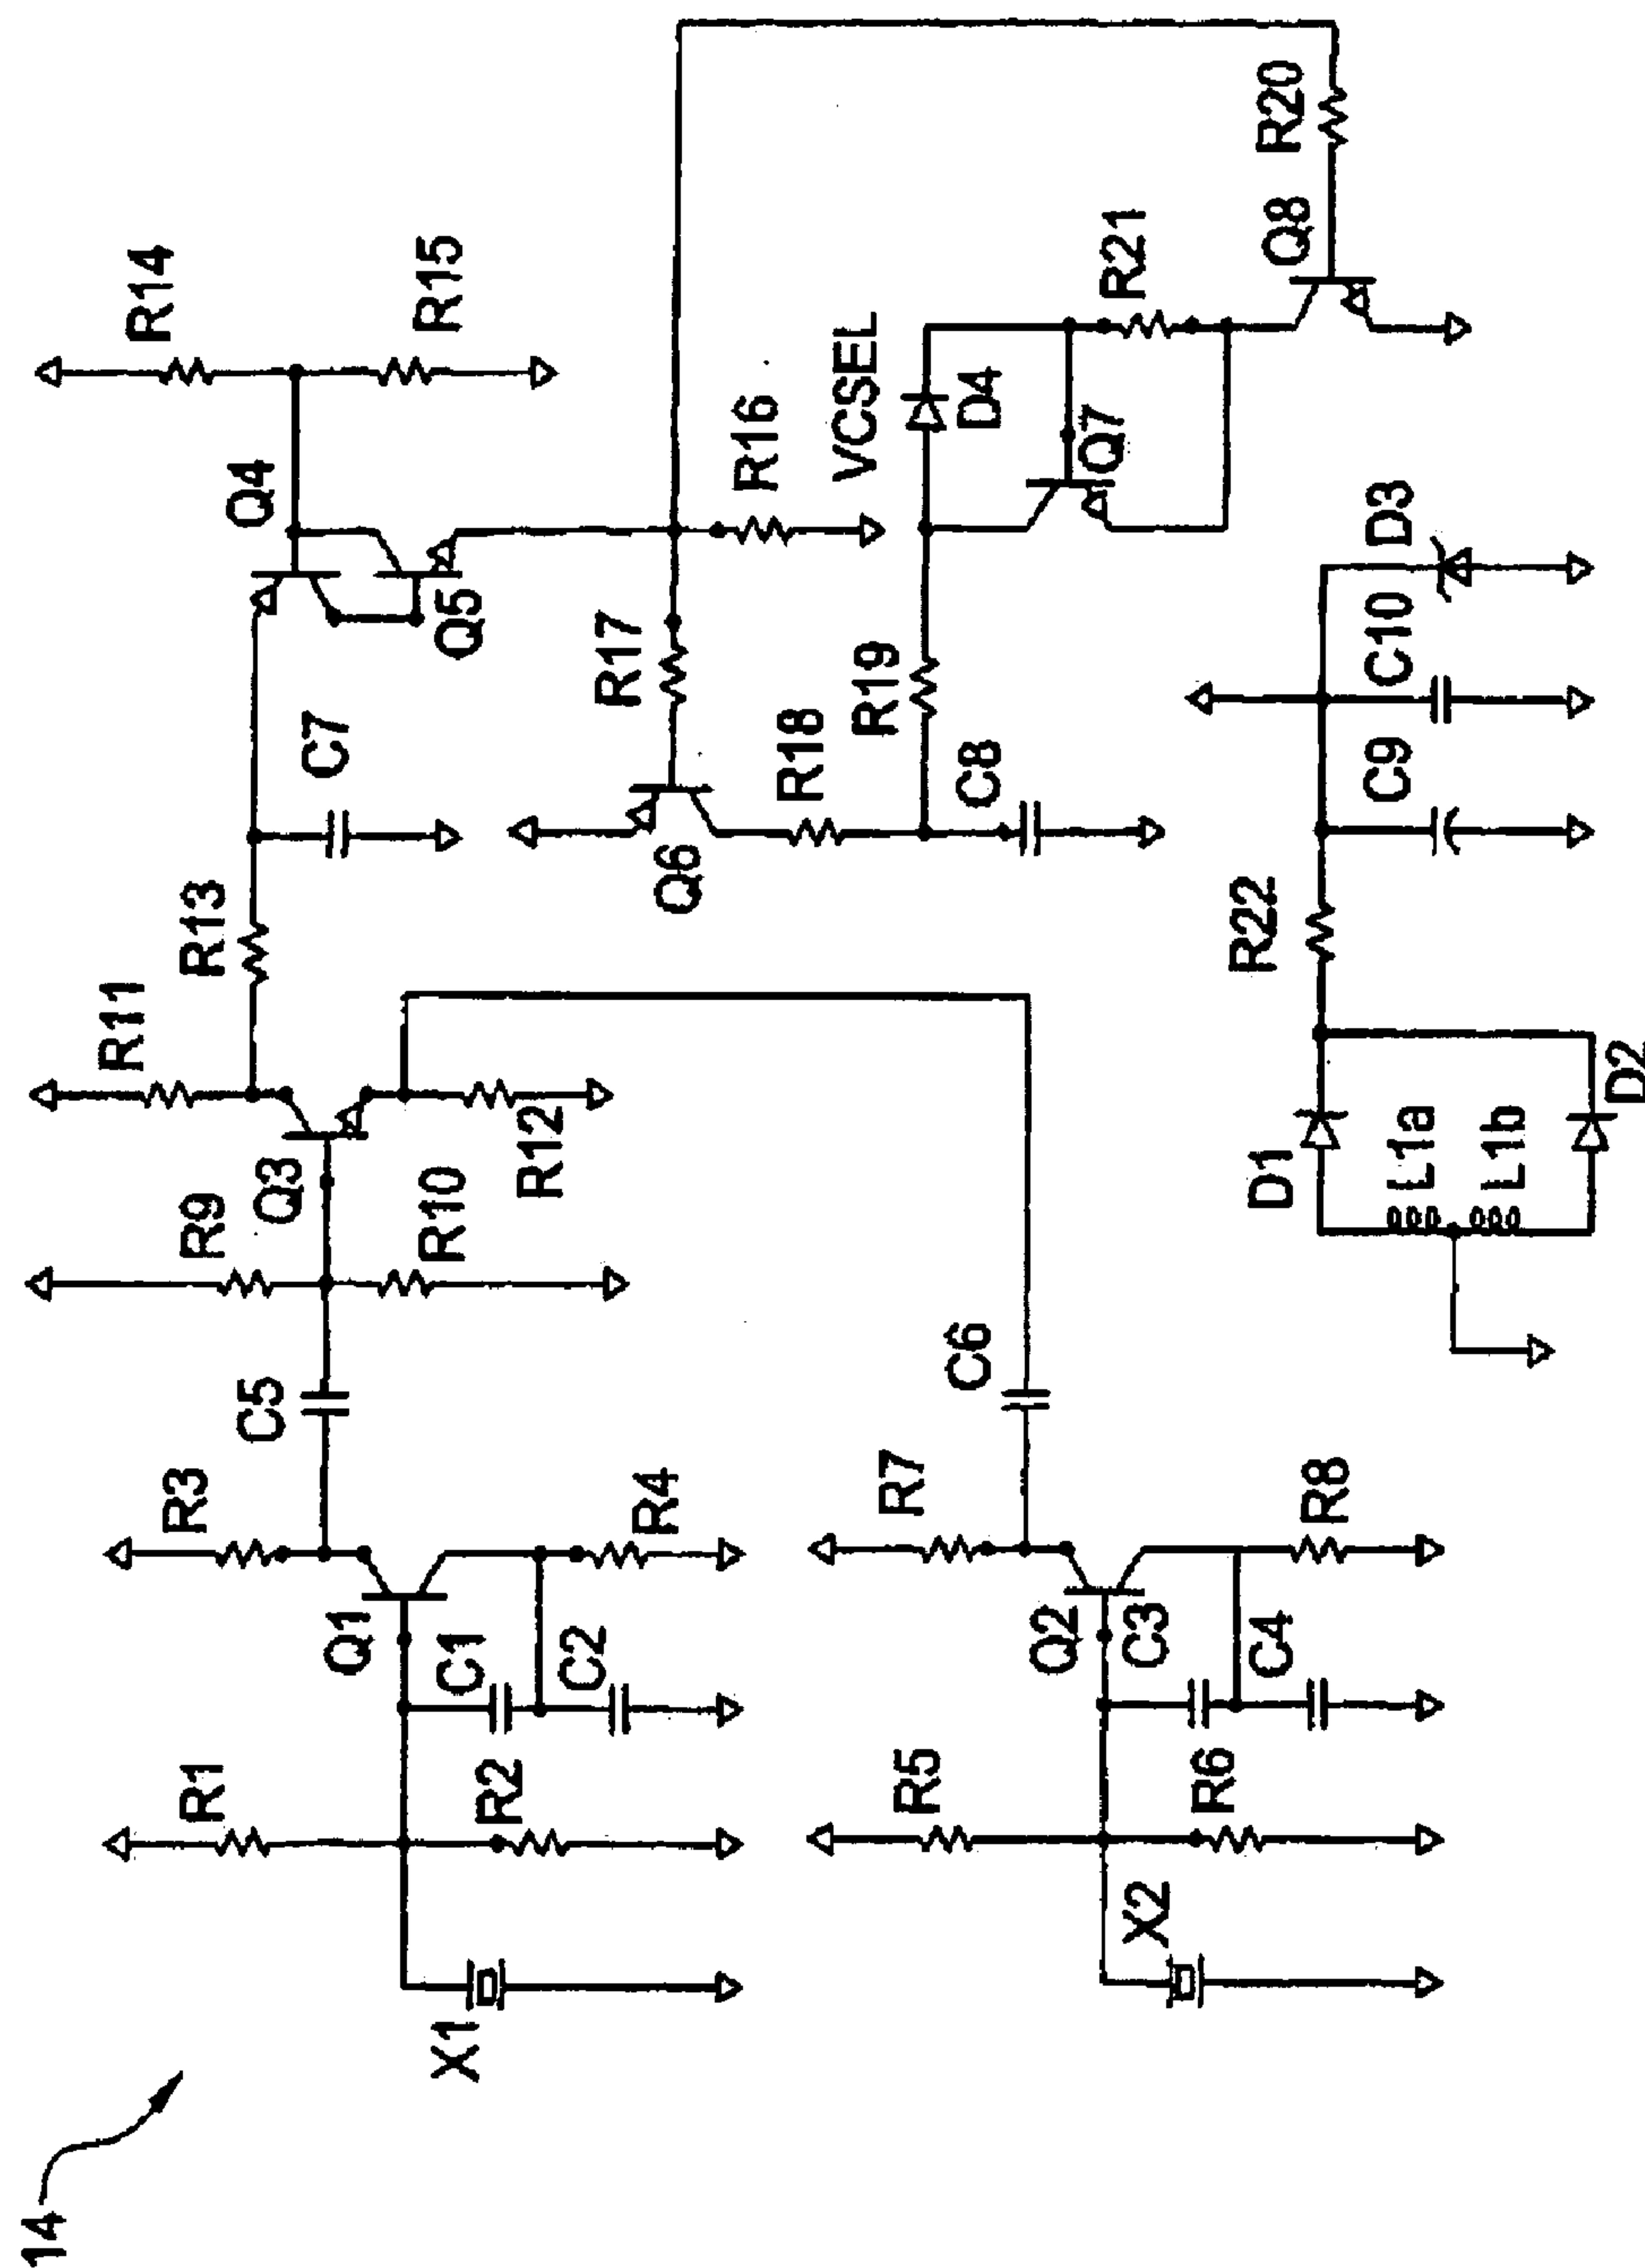 14
X1
R1
R2
C1
C2
Q1
R3
R4
C5
R9
R10
Q3
R11
R12
R13
C7
Q4
Q5
R14
R15
R16
X2
R5
R6
C3
C4
Q2
R7
R8
C6
Q6
R17
R18
R19
C8
VCSEL
D4
Q7
R21
Q8
R20
D1
L1a
L1b
D2
R22
C9
C10
D3